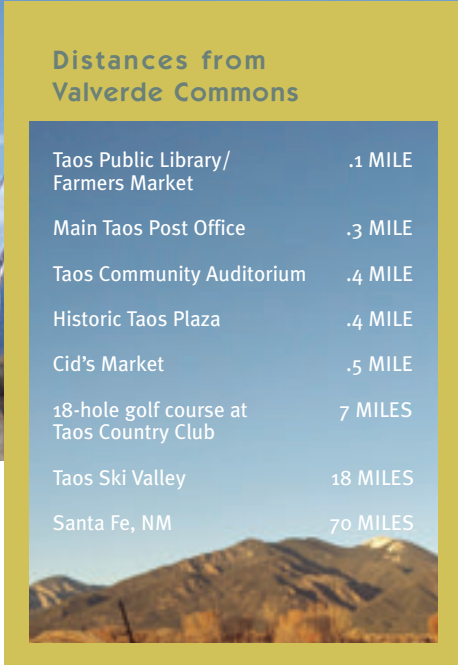 Distances from
Valverde Commons
Taos Public Library/ .1 MILE
Farmers Market
Main Taos Post Office .3 MILE
Taos Community Auditorium .4 MILE
Historic Taos Plaza .4 MILE
Cid’s Market .5 MILE
18-hole golf course at 7 MILES
Taos Country Club
Taos Ski Valley 18 MILES
Santa Fe, NM 70 MILES